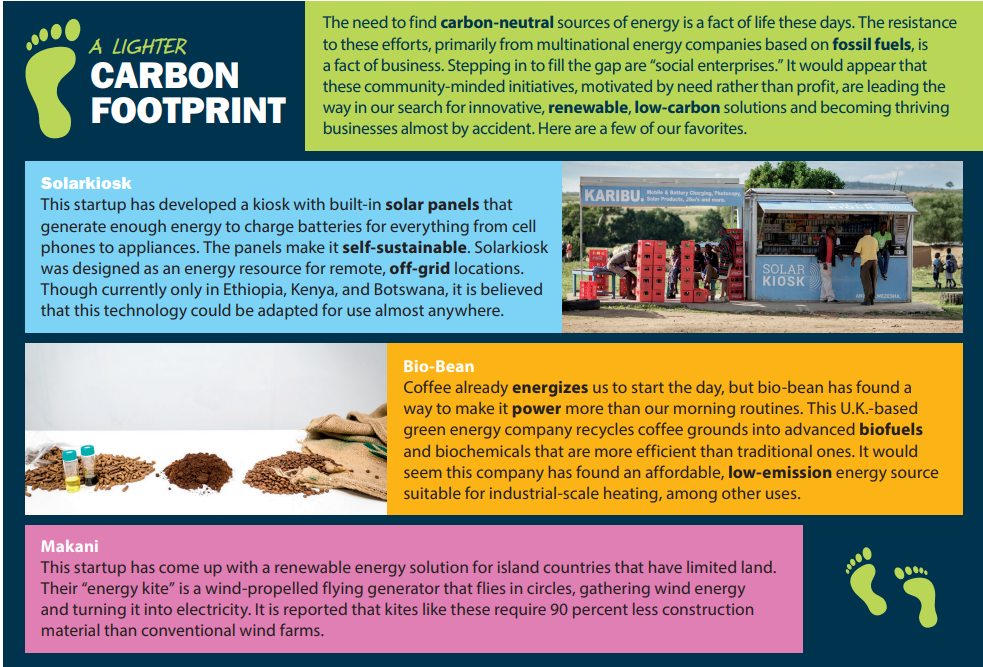 A LIGHTER
CARBON
FOOTPRINT
The need to find carbon-neutral sources of energy is a fact of life these days. The resistance
to these efforts, primarily from multinational energy companies based on fossil fuels, is
a fact of business. Stepping in to fill the gap are “social enterprises.” It would appear that
these community-minded initiatives, motivated by need rather than profit, are leading the
way in our search for innovative, renewable, low-carbon solutions and becoming thriving
businesses almost by accident. Here are a few of our favorites.
Solarkiosk
This startup has developed a kiosk with built-in solar panels that
generate enough energy to charge batteries for everything from cell
phones to appliances. The panels make it self-sustainable. Solarkiosk
was designed as an energy resource for remote, off-grid locations.
Though currently only in Ethiopia, Kenya, and Botswana, it is believed
that this technology could be adapted for use almost anywhere.
KARIBU.
Mobile & Battery Charging, Photocopy,
Solar Products, Jiko's and more.
SOLAR
KIOSK
Bio-Bean
Coffee already energizes us to start the day, but bio-bean has found a
way to make it power more than our morning routines. This U.K.-based
green energy company recycles coffee grounds into advanced biofuels
and biochemicals that are more efficient than traditional ones. It would
seem this company has found an affordable, low-emission energy source
suitable for industrial-scale heating, among other uses.
Makani
This startup has come up with a renewable energy solution for island countries that have limited land.
Their “energy kite” is a wind-propelled flying generator that flies in circles, gathering wind energy
and turning it into electricity. It is reported that kites like these require 90 percent less construction
material than conventional wind farms.